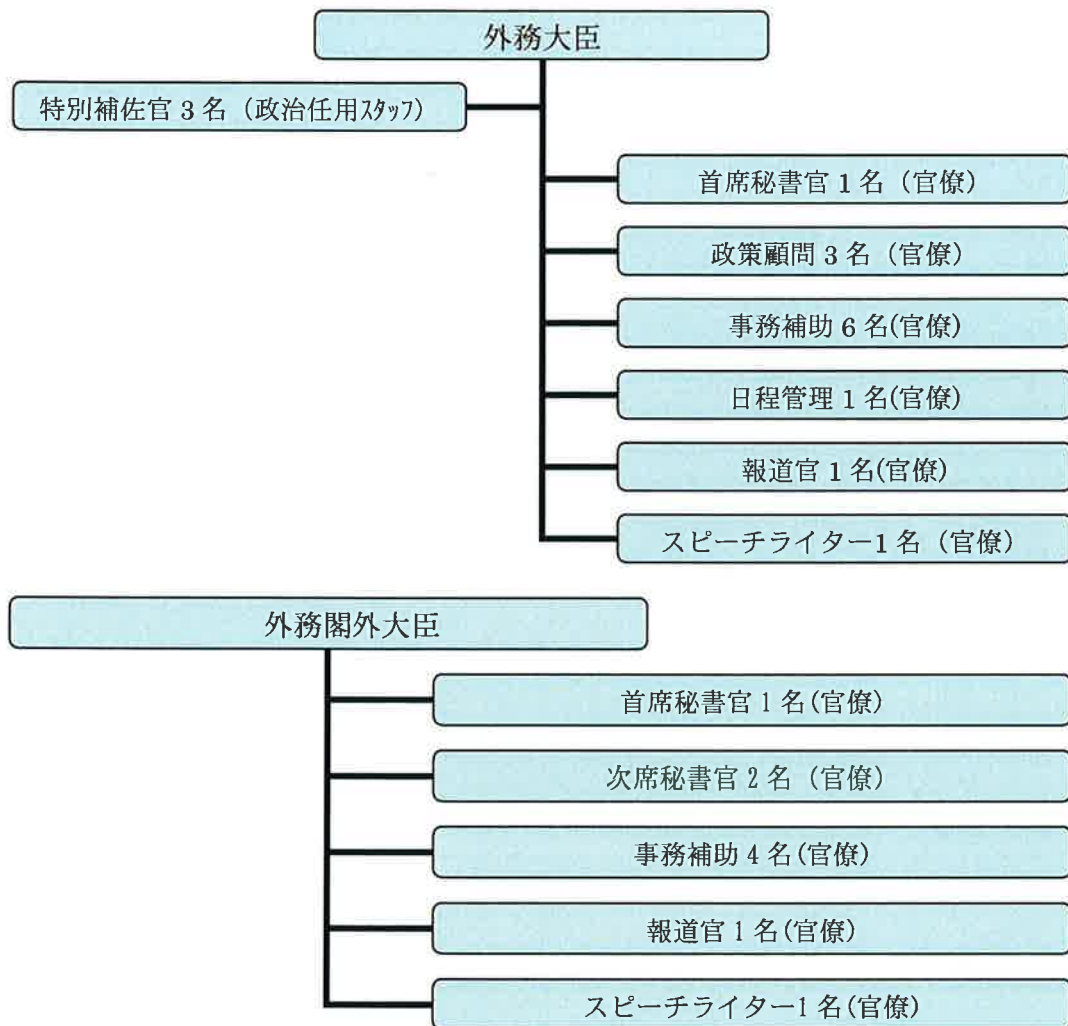 外務大臣
特別補佐官 3 名（政治任用ｽﾀｯﾌ）
首席秘書官 1 名（官僚）
政策顧問 3 名（官僚）
事務補助 6 名(官僚)
日程管理 1 名(官僚)
報道官 1 名(官僚)
スピーチライター1 名（官僚）
外務閣外大臣
首席秘書官 1 名(官僚)
次席秘書官 2 名（官僚）
事務補助 4 名(官僚)
報道官 1 名(官僚)
スピーチライター1 名(官僚)